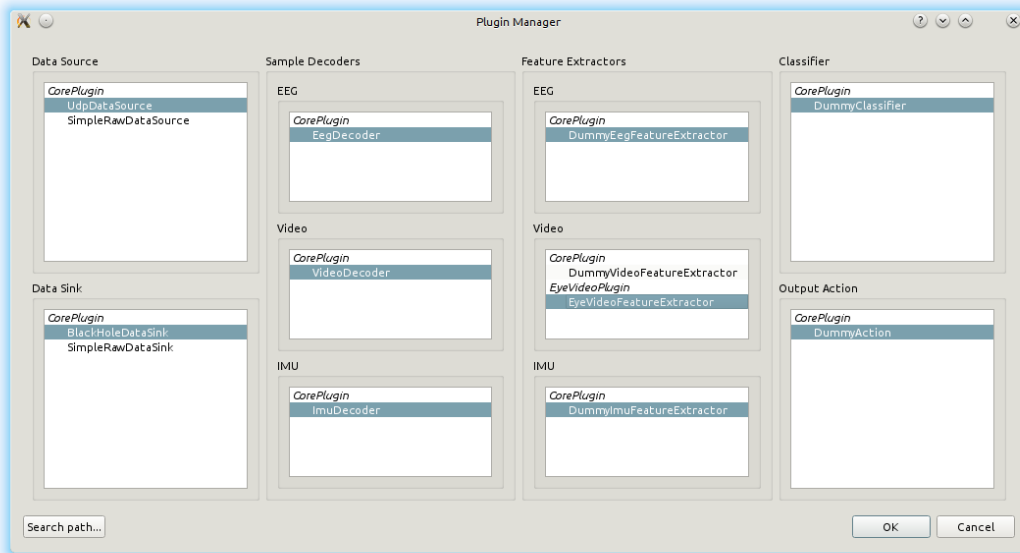 Plugin Manager
Data Source
CorePlugin
UdpDataSource
SimpleRawDataSource
Data Sink
CorePlugin
BlackHoleDataSink
SimpleRawDataSink
Sample Decoders
EEG
CorePlugin
EegDecoder
Video
CorePlugin
VideoDecoder
IMU
CorePlugin
ImuDecoder
Feature Extractors
EEG
CorePlugin
DummyEegFeatureExtractor
Video
CorePlugin
DummyVideoFeatureExtractor
EyeVideoPlugin
EyeVideoFeatureExtractor
IMU
CorePlugin
DummyImuFeatureExtractor
Classifier
CorePlugin
DummyClassifier
Output Action
CorePlugin
DummyAction
Search path...
OK
Cancel